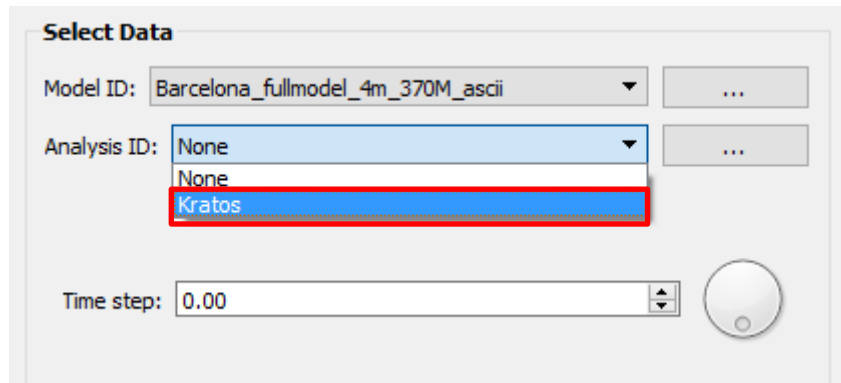 Select Data
Model ID: Barcelona_fullmodel_4m_370M_ascii ...
Analysis ID: None ...
None
Kratos
Time step: 0.00